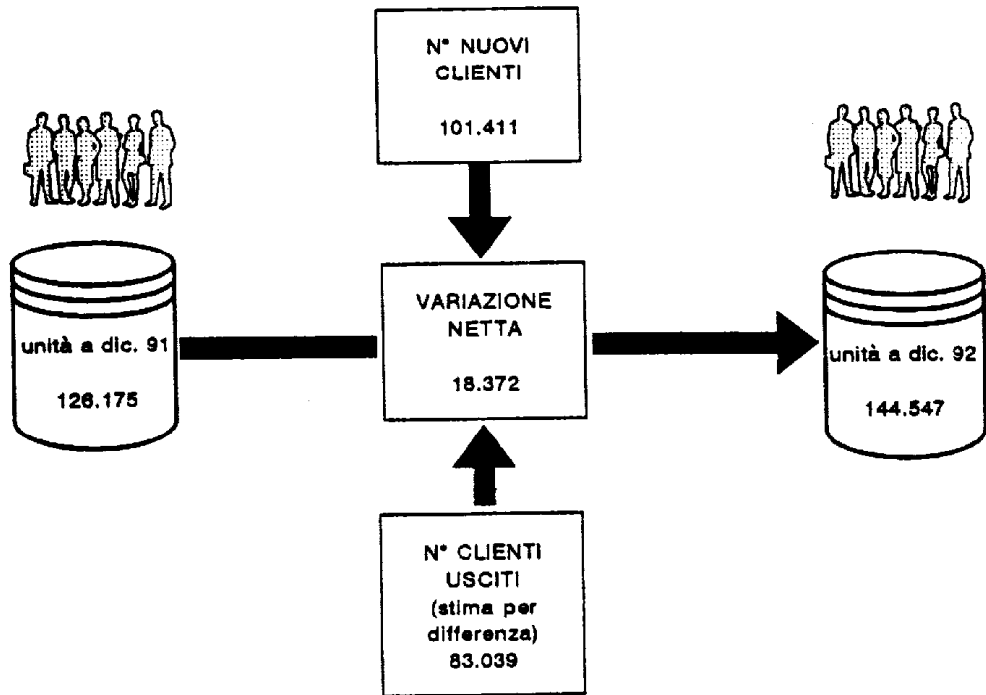 N° NUOVI
CLIENTI
101.411
unità a dic. 91
126.175
VARIAZIONE
NETTA
18.372
unità a dic. 92
144.547
N° CLIENTI
USCITI
(stima per
differenza)
83.039